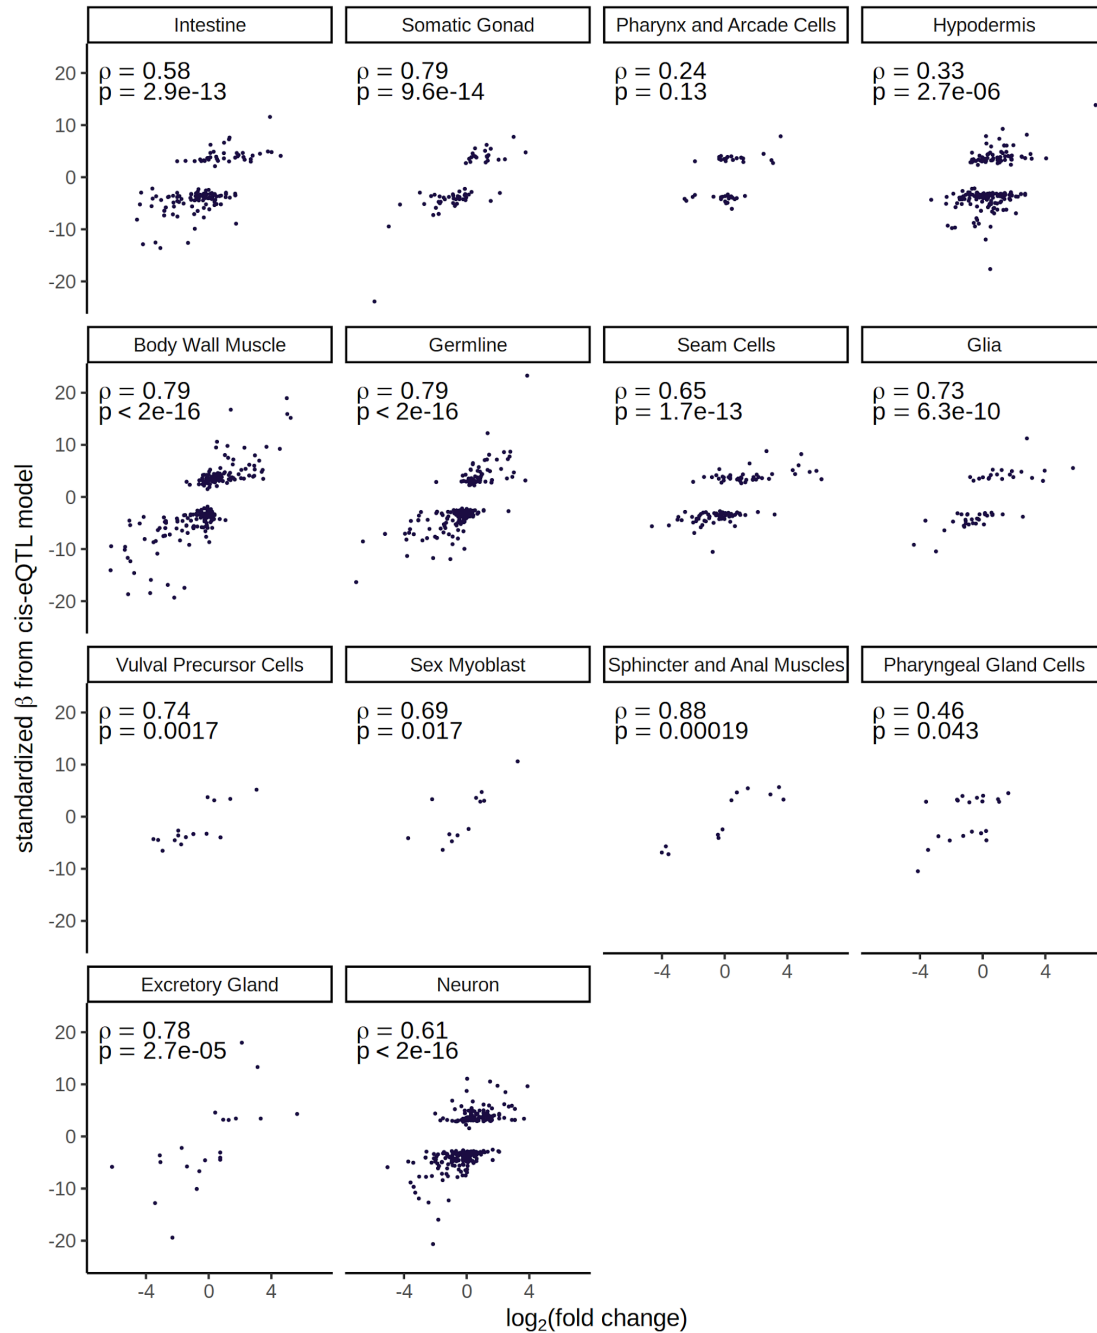 Intestine
Somatic Gonad
Pharynx and Arcade Cells
Hypodermis
ρ = 0.58
p = 2.9e-13
ρ = 0.79
p = 9.6e-14
ρ = 0.24
p = 0.13
ρ = 0.33
p = 2.7e-06
20
10
0
-10
-20
Body Wall Muscle
Germline
Seam Cells
Glia
ρ = 0.79
p < 2e-16
ρ = 0.79
p < 2e-16
ρ = 0.65
p = 1.7e-13
ρ = 0.73
p = 6.3e-10
20
10
0
-10
-20
standardized β from cis-eQTL model
Vulval Precursor Cells
Sex Myoblast
Sphincter and Anal Muscles
Pharyngeal Gland Cells
ρ = 0.74
p = 0.0017
ρ = 0.69
p = 0.017
ρ = 0.88
p = 0.00019
ρ = 0.46
p = 0.043
20
10
0
-10
-20
-4 0 4
-4 0 4
Excretory Gland
Neuron
ρ = 0.78
p = 2.7e-05
ρ = 0.61
p < 2e-16
20
10
0
-10
-20
-4 0 4
-4 0 4
log₂(fold change)